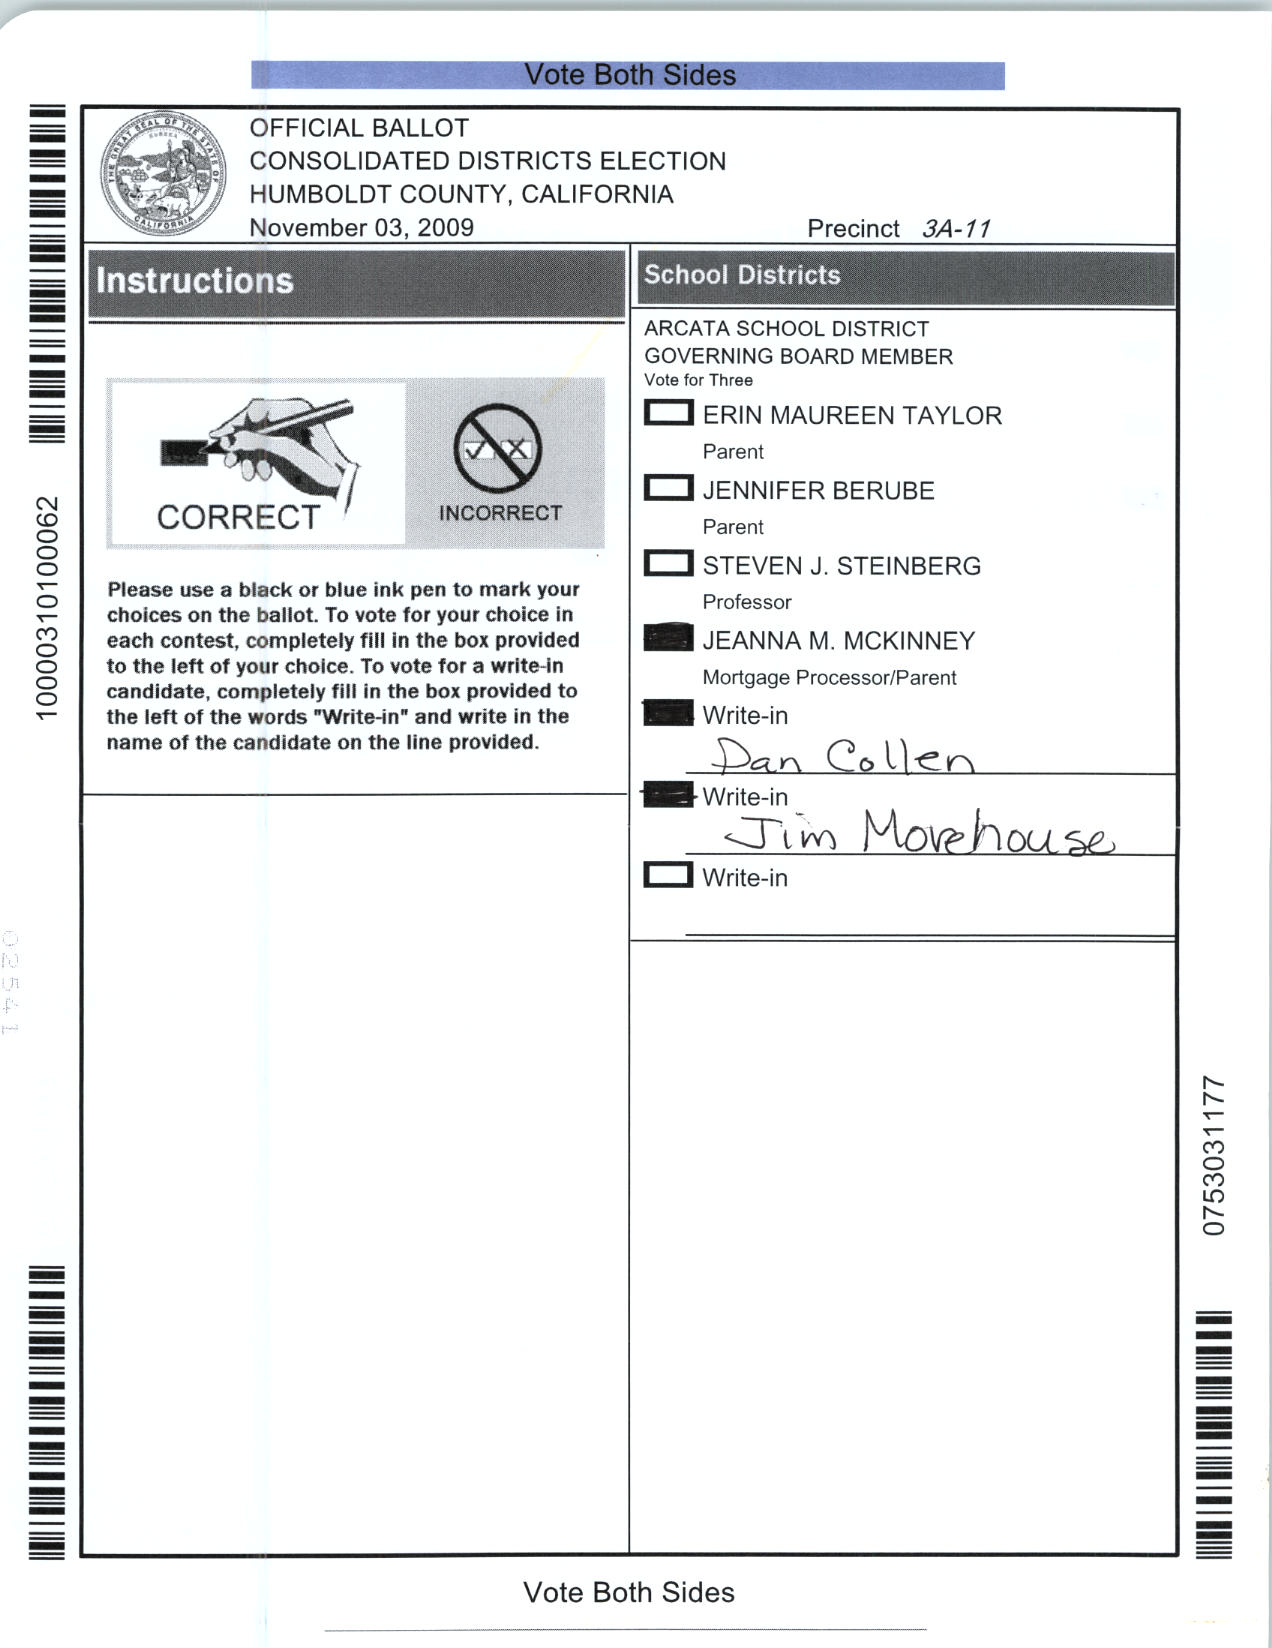 Vote Both Sides
OFFICIAL BALLOT
CONSOLIDATED DISTRICTS ELECTION
HUMBOLDT COUNTY, CALIFORNIA
November 03, 2009
Precinct 3A-11
THE GREAT SEAL OF THE STATE OF CALIFORNIA
EUREKA
Instructions
CORRECT
INCORRECT
Please use a black or blue ink pen to mark your
choices on the ballot. To vote for your choice in
each contest, completely fill in the box provided
to the left of your choice. To vote for a write-in
candidate, completely fill in the box provided to
the left of the words "Write-in" and write in the
name of the candidate on the line provided.
School Districts
ARCATA SCHOOL DISTRICT
GOVERNING BOARD MEMBER
Vote for Three
ERIN MAUREEN TAYLOR
Parent
JENNIFER BERUBE
Parent
STEVEN J. STEINBERG
Professor
JEANNA M. MCKINNEY
Mortgage Processor/Parent
Write-in
Dan Collen
Write-in
Jim Morehouse
Write-in
10000310100062
02541
0753031177
Vote Both Sides